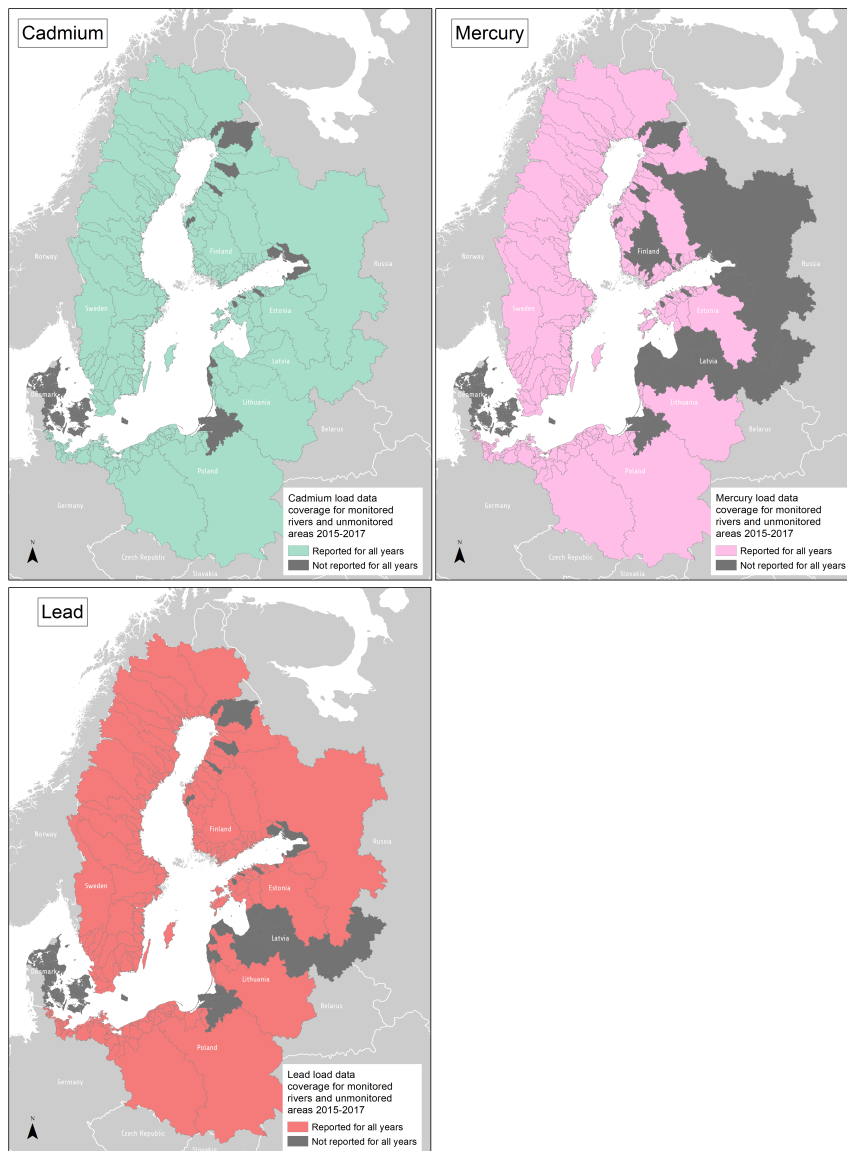 Cadmium
Norway
Finland
Russia
Sweden
Estonia
Latvia
Denmark
Lithuania
Belarus
Poland
Germany
Czech Republic
Slovakia
N
Cadmium load data
coverage for monitored
rivers and unmonitored
areas 2015-2017
Reported for all years
Not reported for all years
Mercury
Norway
Finland
Russia
Sweden
Estonia
Latvia
Denmark
Lithuania
Belarus
Poland
Germany
Czech Republic
Slovakia
N
Mercury load data
coverage for monitored
rivers and unmonitored
areas 2015-2017
Reported for all years
Not reported for all years
Lead
Norway
Finland
Russia
Sweden
Estonia
Latvia
Denmark
Lithuania
Belarus
Poland
Germany
Czech Republic
Slovakia
N
Lead load data
coverage for monitored
rivers and unmonitored
areas 2015-2017
Reported for all years
Not reported for all years